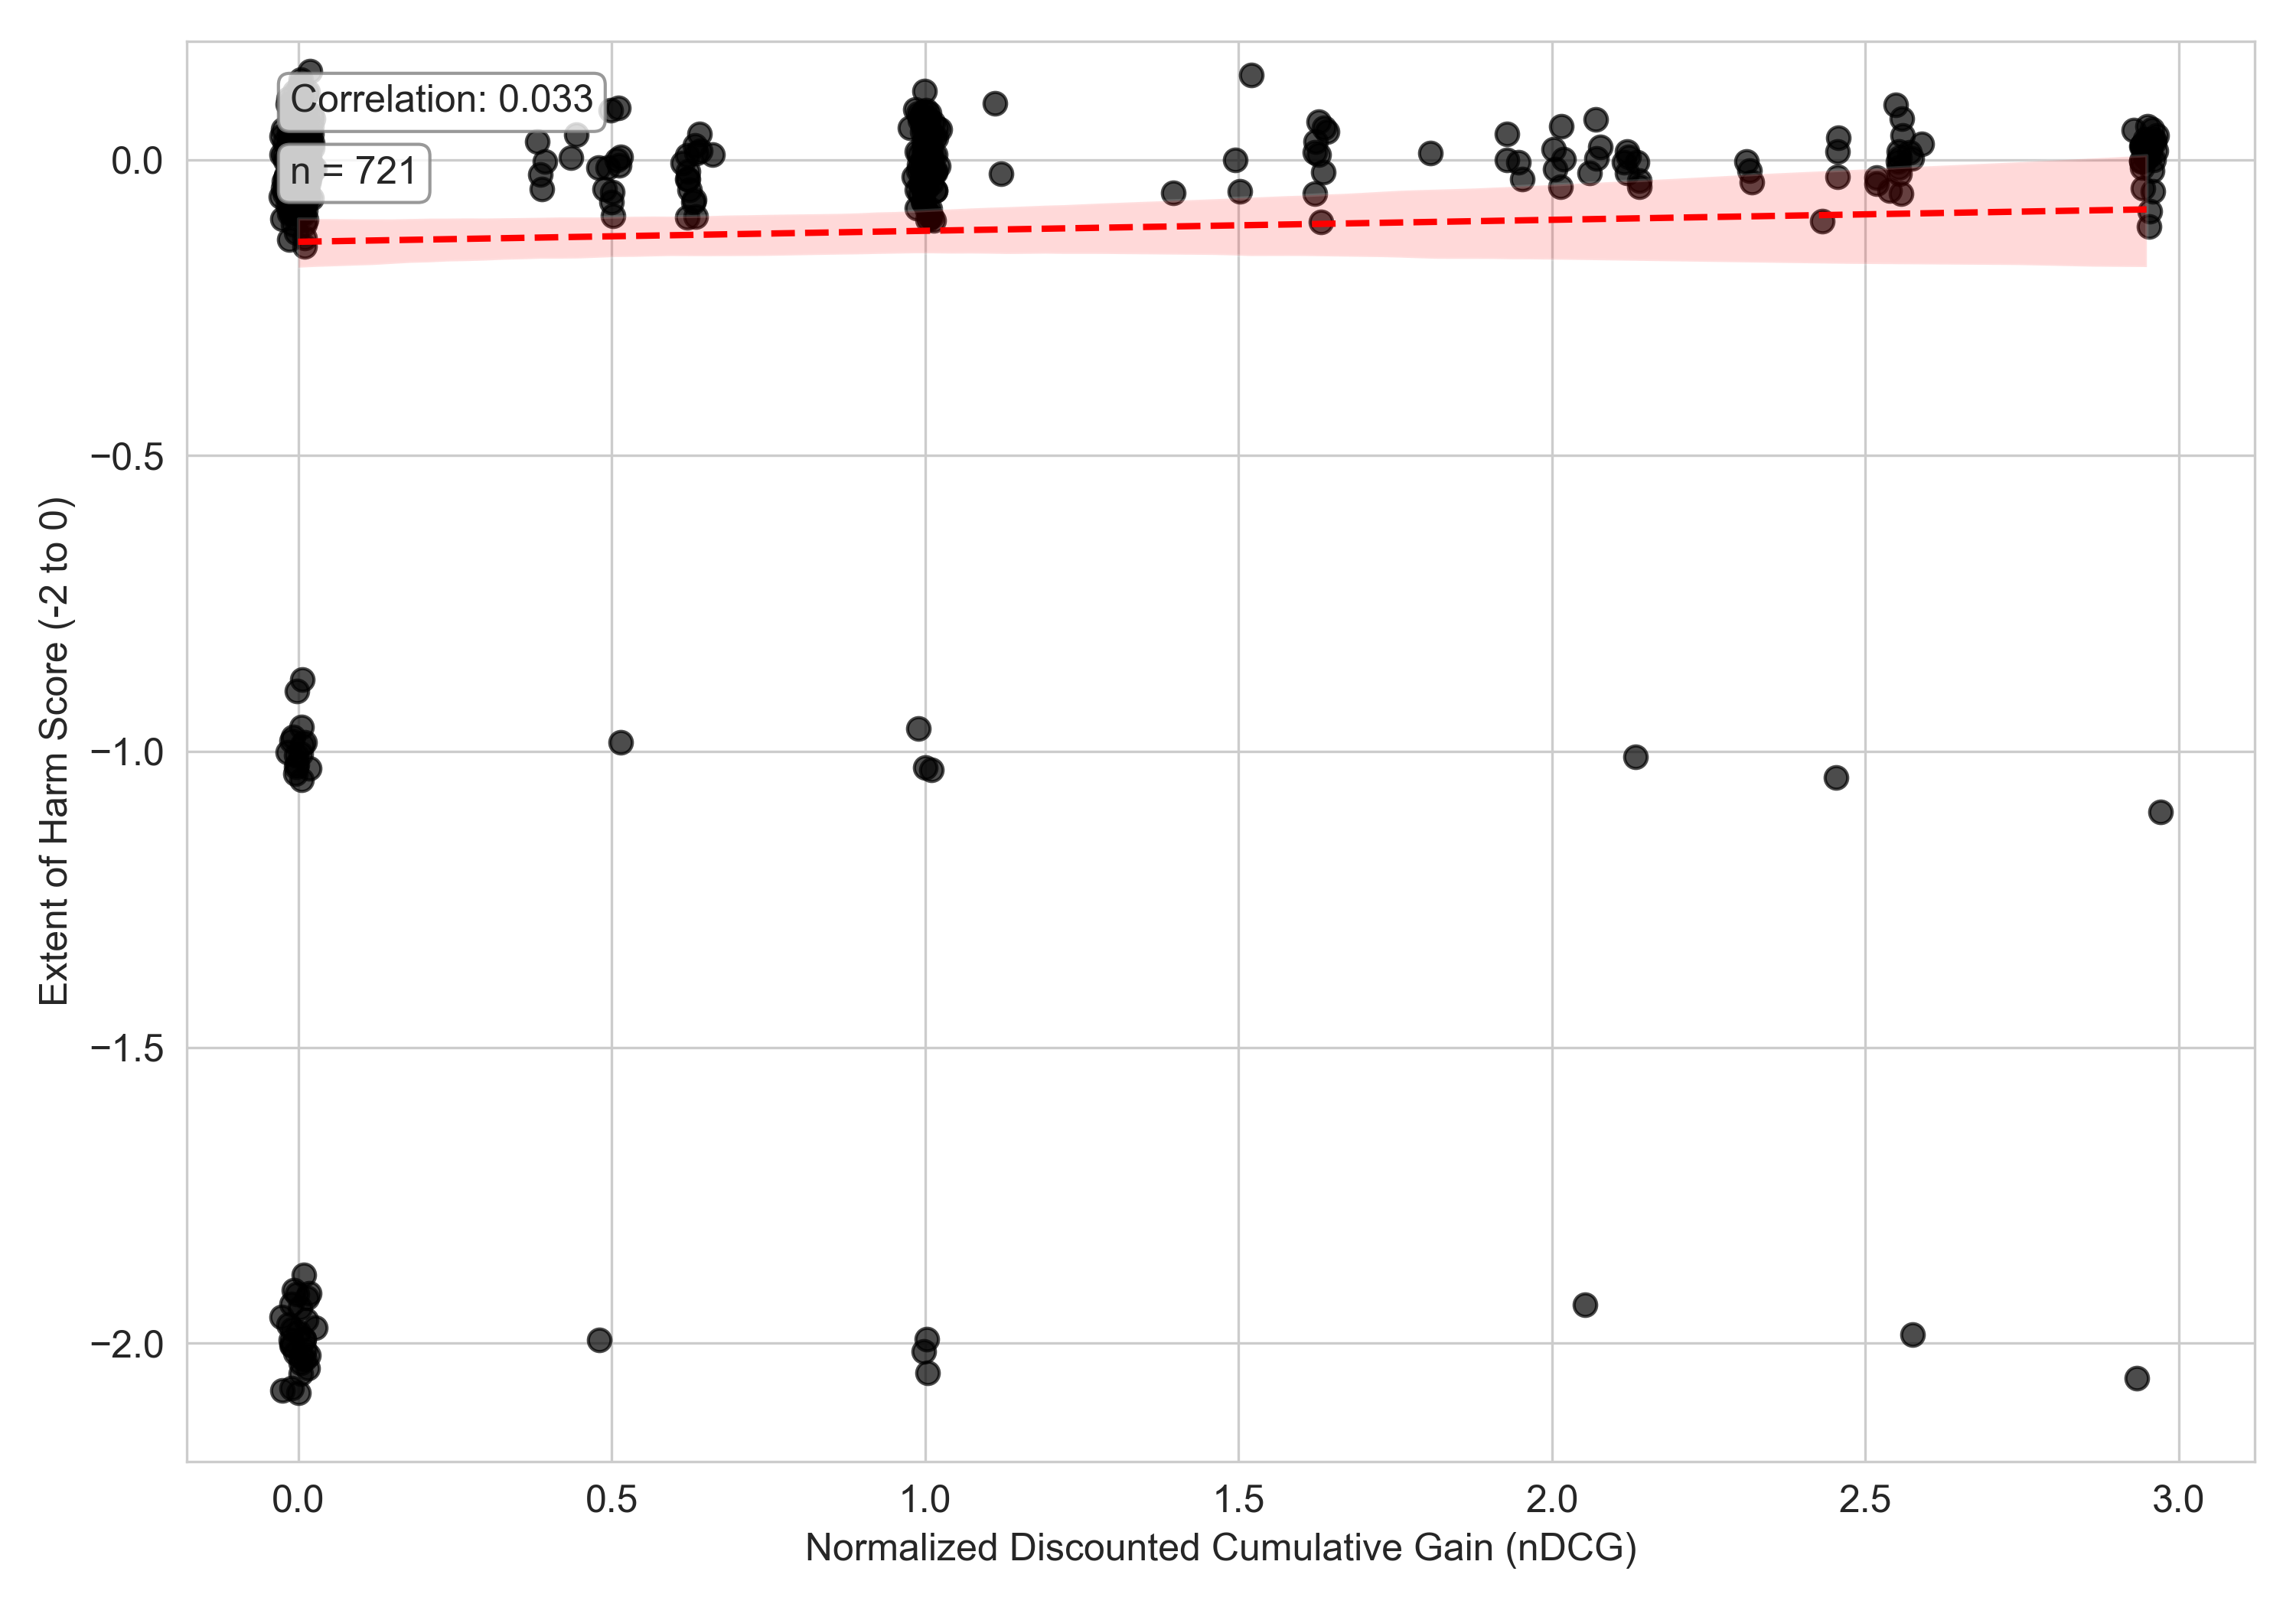 Correlation: 0.033
n = 721
0.0
−0.5
−1.0
−1.5
−2.0
Extent of Harm Score (-2 to 0)
0.0 0.5 1.0 1.5 2.0 2.5 3.0
Normalized Discounted Cumulative Gain (nDCG)